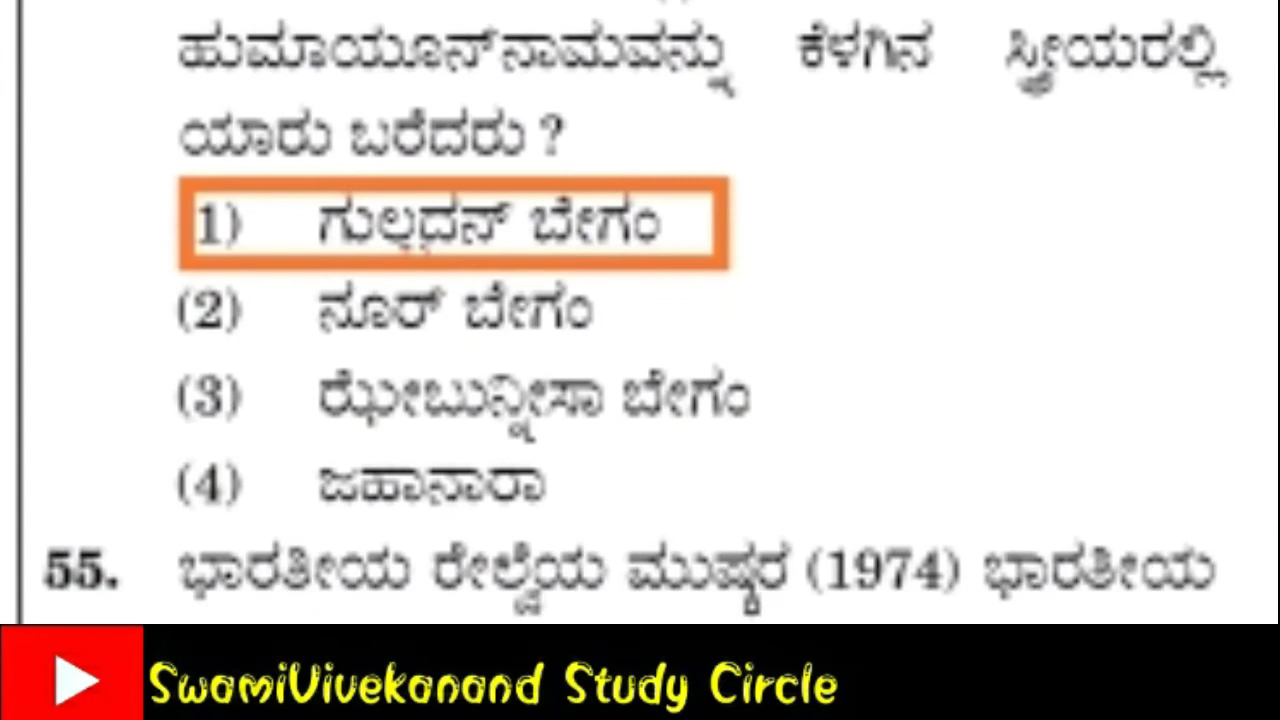 ಹುಮಾಯೂನ್‌ನಾಮವನ್ನು ಕೆಳಗಿನ ಸ್ತ್ರೀಯರಲ್ಲಿ
ಯಾರು ಬರೆದರು ?
1) ಗುಲ್ಬದನ್ ಬೇಗಂ
(2) ನೂರ್ ಬೇಗಂ
(3) ಝೇಬುನ್ನೀಸಾ ಬೇಗಂ
(4) ಜಹಾನಾರಾ
55. ಭಾರತೀಯ ರೇಲ್ವೆಯ ಮುಷ್ಕರ (1974) ಭಾರತೀಯ
SwamiVivekanand Study Circle